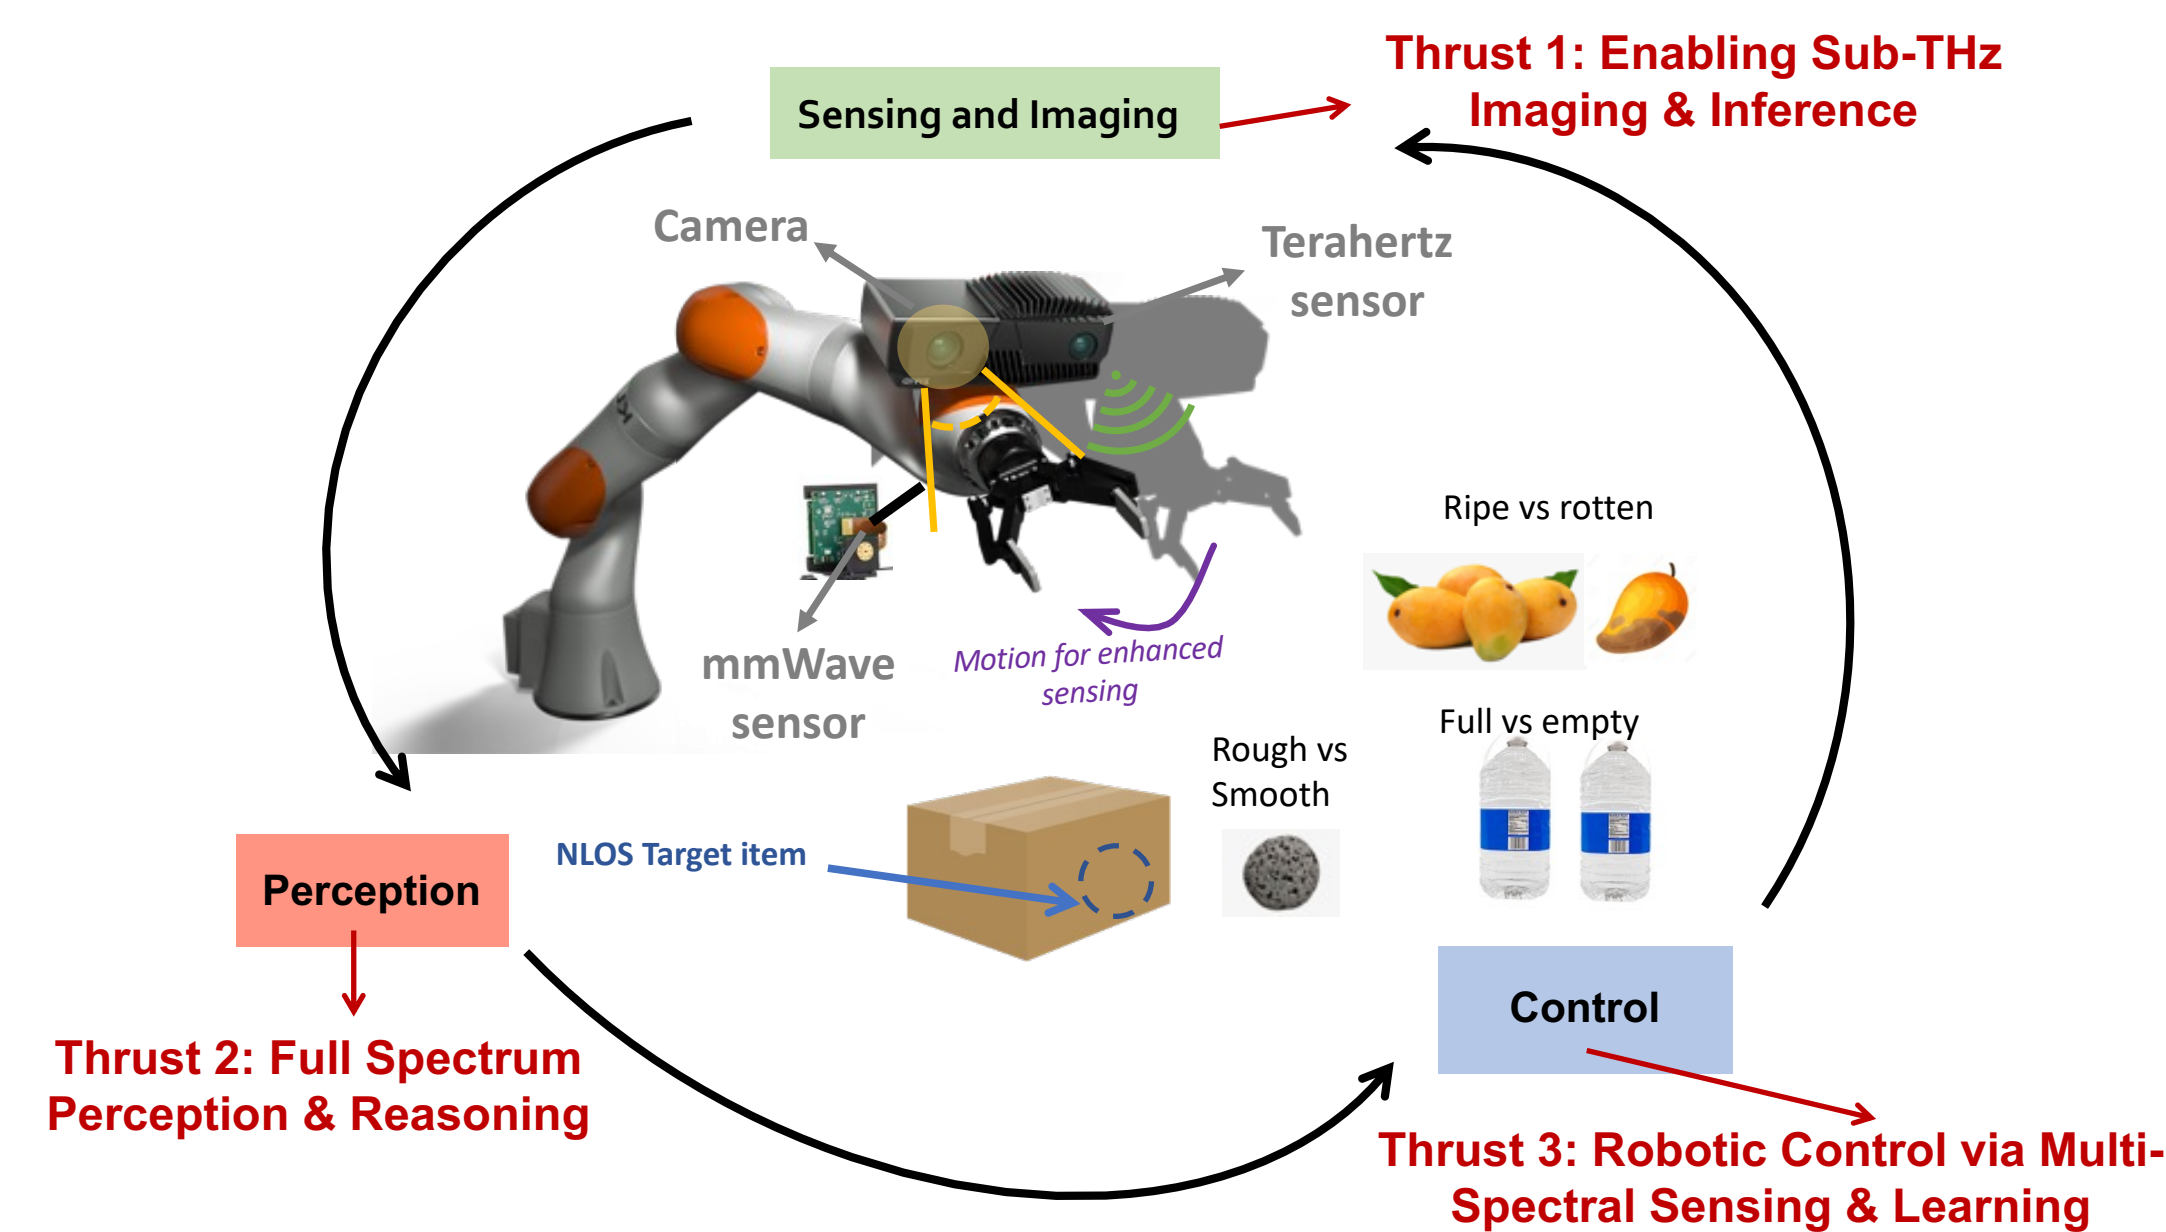 Thrust 1: Enabling Sub-THz
Imaging & Inference
Sensing and Imaging
Camera
Terahertz
sensor
Ripe vs rotten
mmWave
sensor
Motion for enhanced
sensing
Full vs empty
Rough vs
Smooth
NLOS Target item
Perception
Control
Thrust 2: Full Spectrum
Perception & Reasoning
Thrust 3: Robotic Control via Multi-
Spectral Sensing & Learning